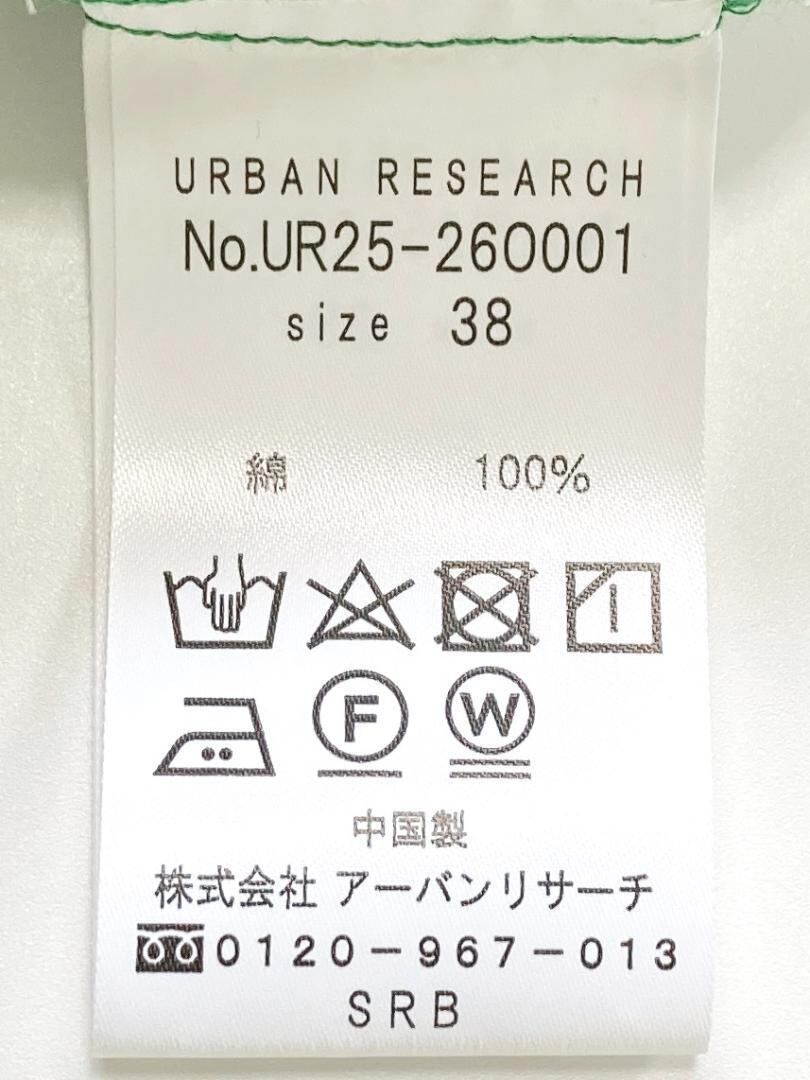 URBAN RESEARCH
No.UR25-260001
size 38
綿 100%
F W
中国製
株式会社 アーバンリサーチ
0120-967-013
SRB